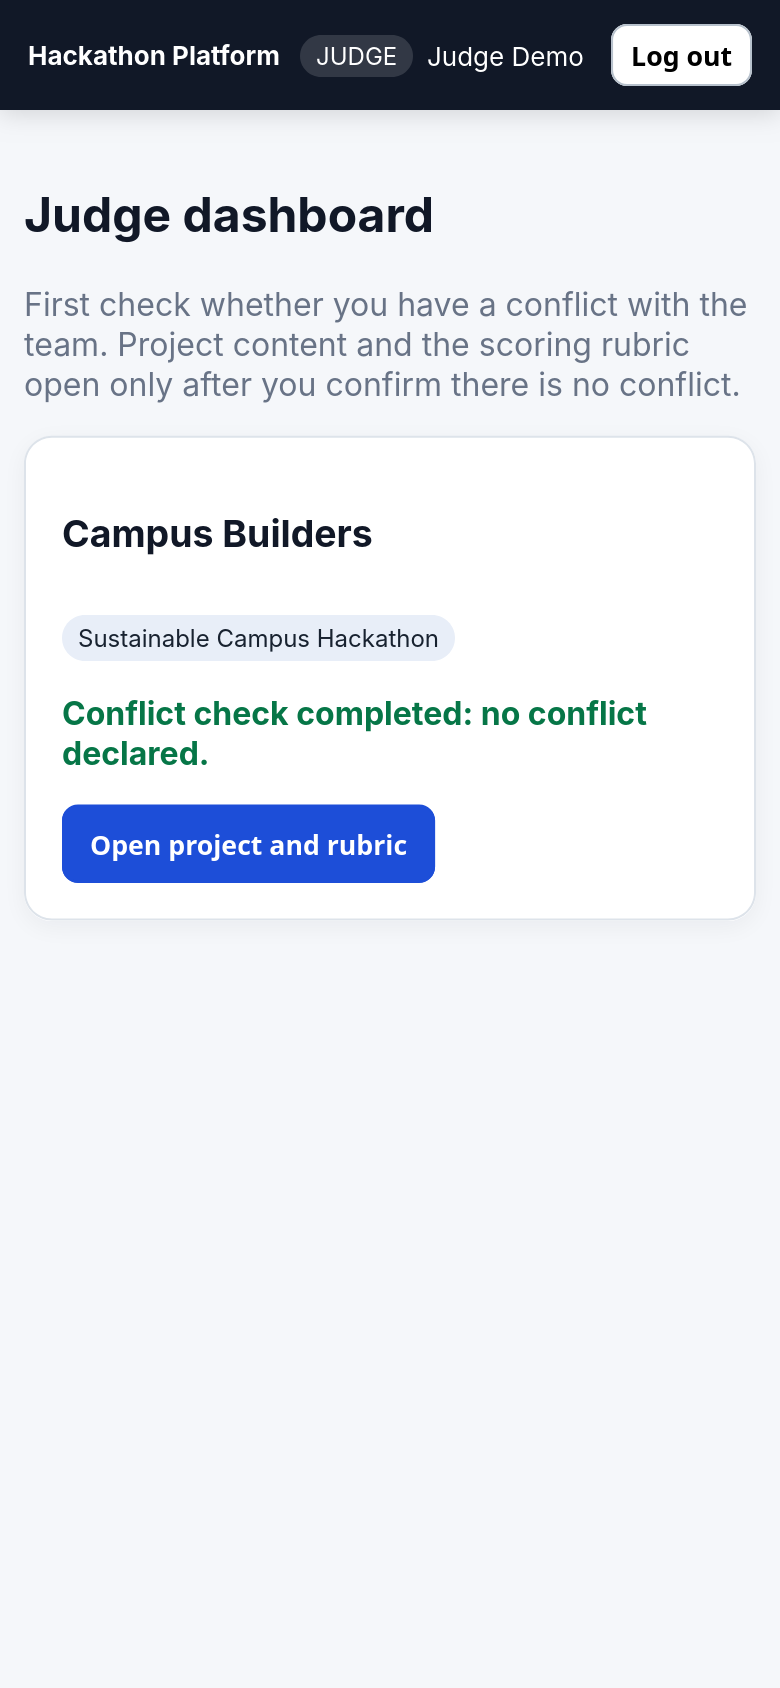 Hackathon Platform JUDGE Judge Demo Log out
Judge dashboard
First check whether you have a conflict with the
team. Project content and the scoring rubric
open only after you confirm there is no conflict.
Campus Builders
Sustainable Campus Hackathon
Conflict check completed: no conflict
declared.
Open project and rubric